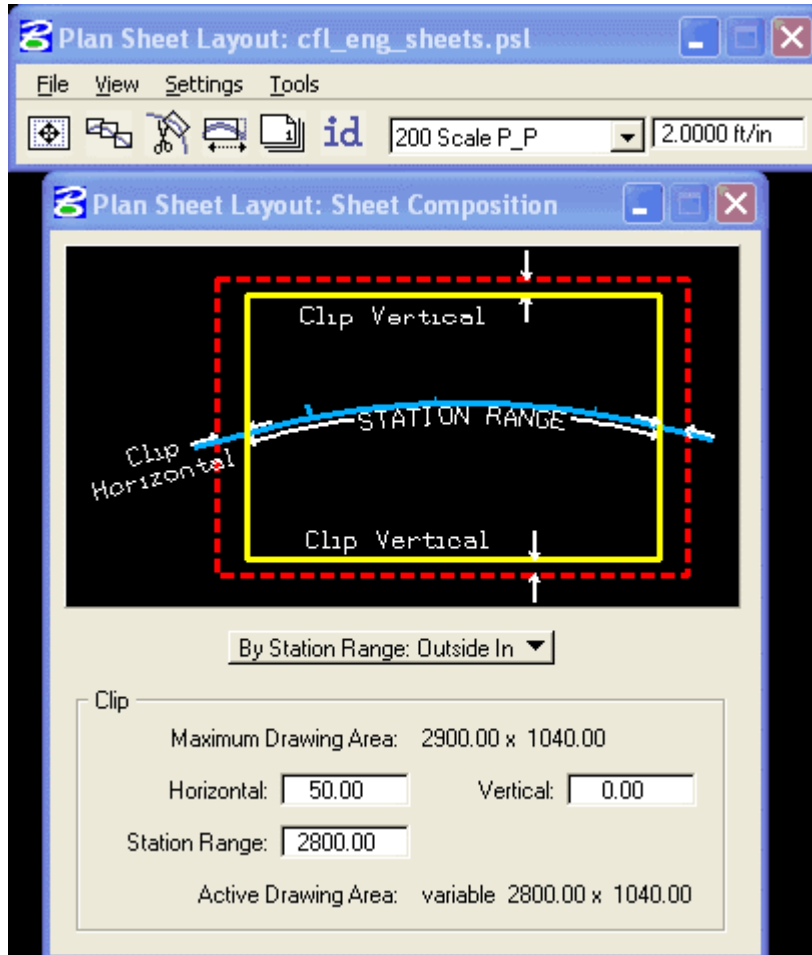 Plan Sheet Layout: cfl_eng_sheets.psl
File View Settings Tools
1 id 200 Scale P_P 2.0000 ft/in
Plan Sheet Layout: Sheet Composition
Clip Vertical
STATION RANGE
Clip
Horizontal
Clip Vertical
By Station Range: Outside In
Clip
Maximum Drawing Area: 2900.00 x 1040.00
Horizontal: 50.00 Vertical: 0.00
Station Range: 2800.00
Active Drawing Area: variable 2800.00 x 1040.00